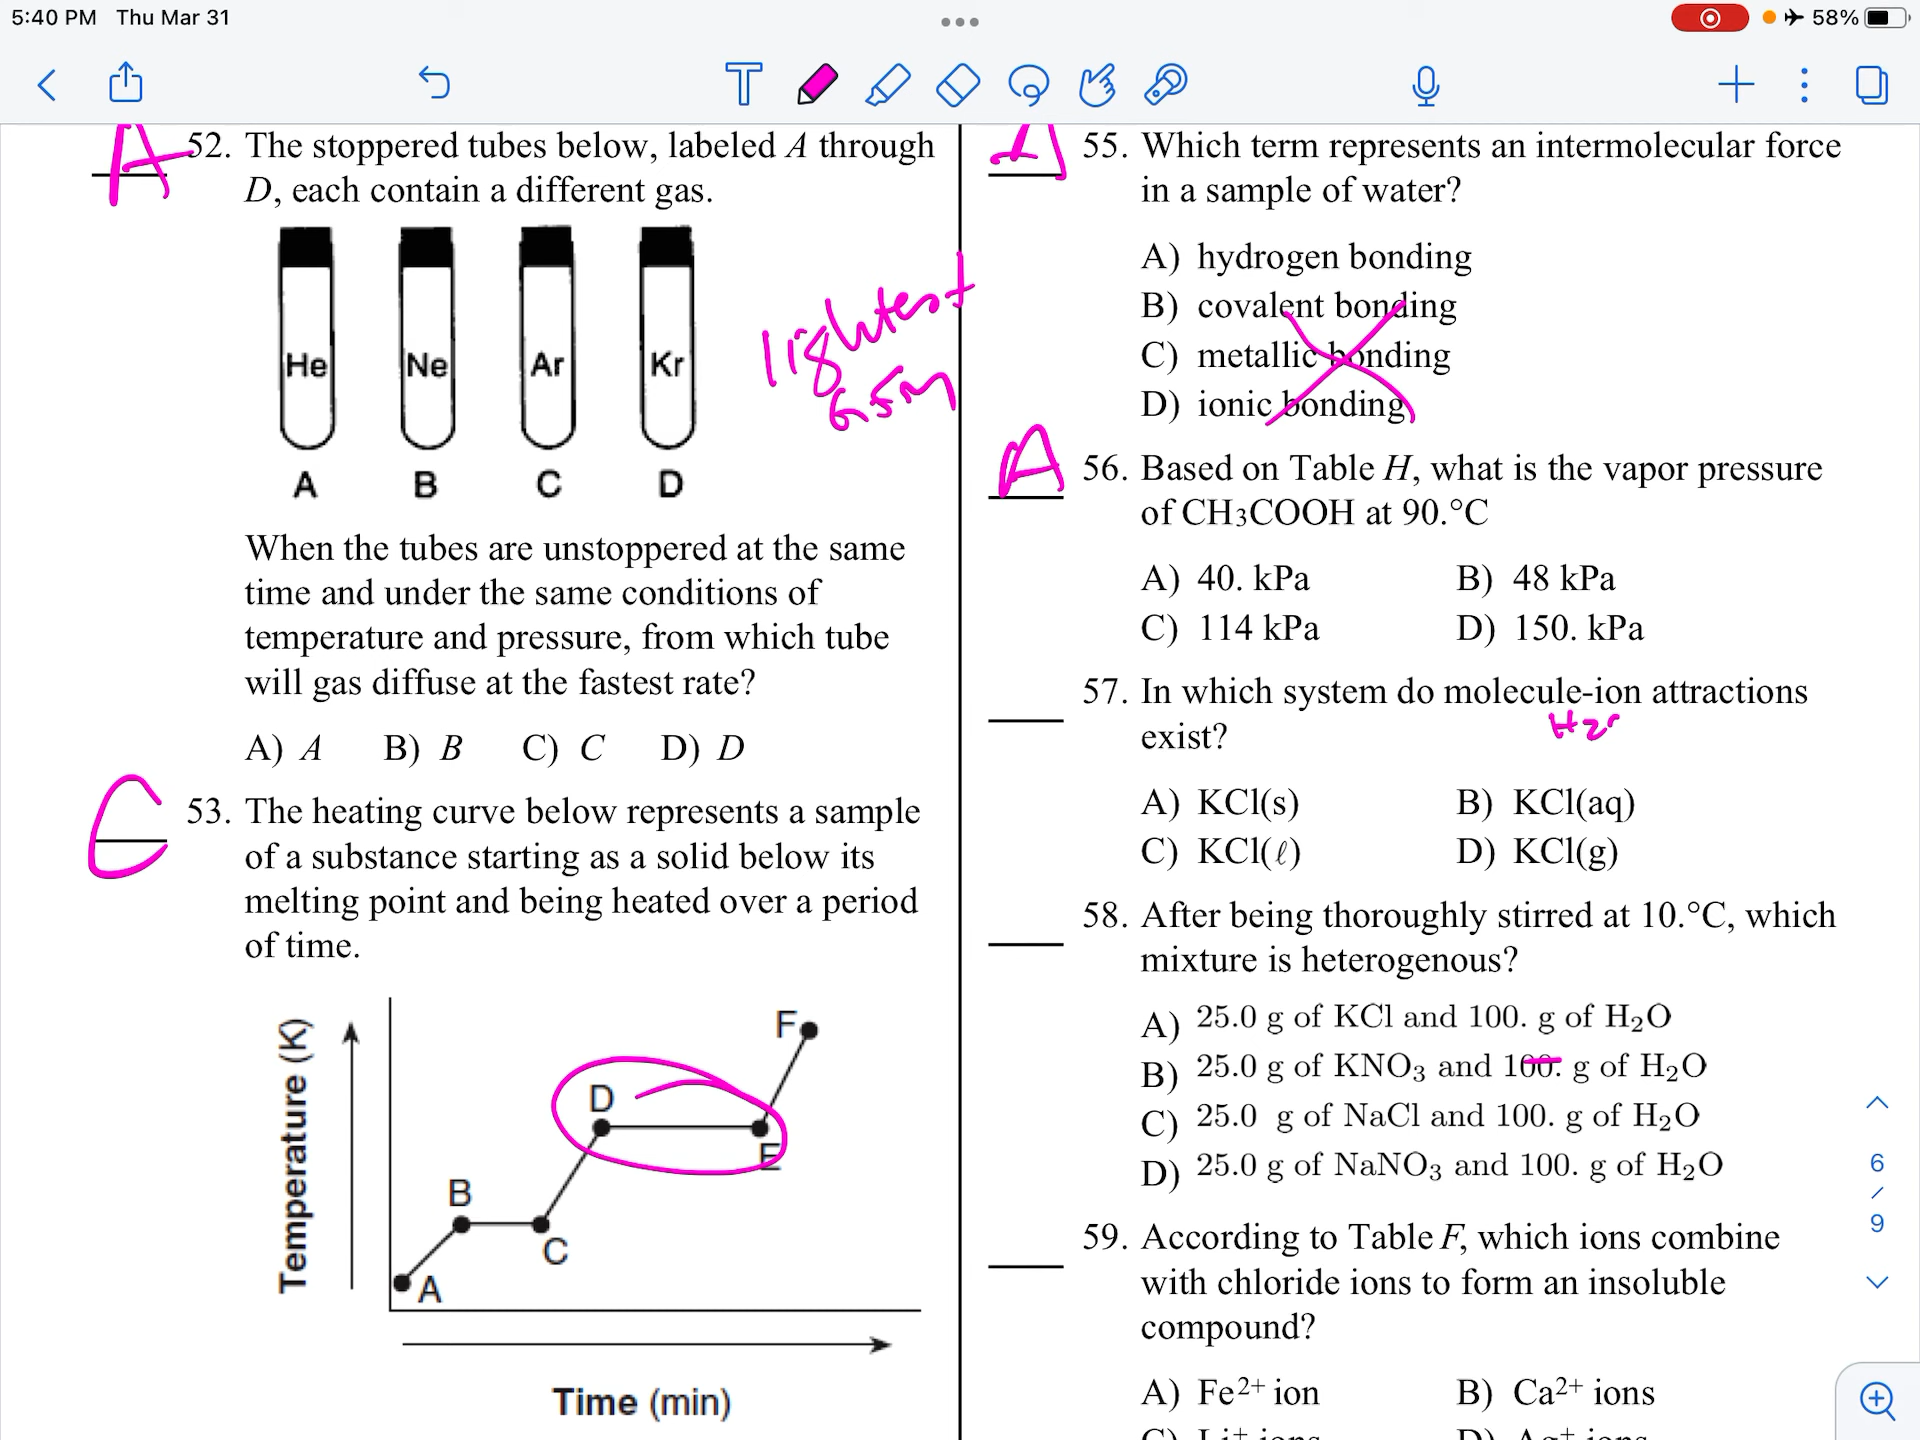 5:40 PM Thu Mar 31
58%
T
A
52. The stoppered tubes below, labeled A through
D, each contain a different gas.
He Ne Ar Kr
A B C D
lightest
gas
When the tubes are unstoppered at the same
time and under the same conditions of
temperature and pressure, from which tube
will gas diffuse at the fastest rate?
A) A B) B C) C D) D
C
53. The heating curve below represents a sample
of a substance starting as a solid below its
melting point and being heated over a period
of time.
Temperature (K)
F
D
E
B
C
A
Time (min)
55. Which term represents an intermolecular force
in a sample of water?
A) hydrogen bonding
B) covalent bonding
C) metallic bonding
D) ionic bonding
A
56. Based on Table H, what is the vapor pressure
of CH3COOH at 90.°C
A) 40. kPa B) 48 kPa
C) 114 kPa D) 150. kPa
57. In which system do molecule-ion attractions
exist?
A) KCl(s) B) KCl(aq)
C) KCl(ℓ) D) KCl(g)
58. After being thoroughly stirred at 10.°C, which
mixture is heterogenous?
A) 25.0 g of KCl and 100. g of H₂O
B) 25.0 g of KNO₃ and 100. g of H₂O
C) 25.0 g of NaCl and 100. g of H₂O
D) 25.0 g of NaNO₃ and 100. g of H₂O
59. According to Table F, which ions combine
with chloride ions to form an insoluble
compound?
A) Fe²⁺ ion B) Ca²⁺ ions
6
/
9